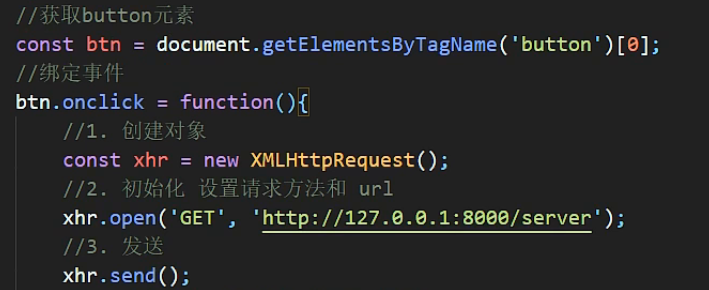 //获取button元素
const btn = document.getElementsByTagName('button')[0];
//绑定事件
btn.onclick = function(){
//1. 创建对象
const xhr = new XMLHttpRequest();
//2. 初始化 设置请求方法和 url
xhr.open('GET', 'http://127.0.0.1:8000/server');
//3. 发送
xhr.send();